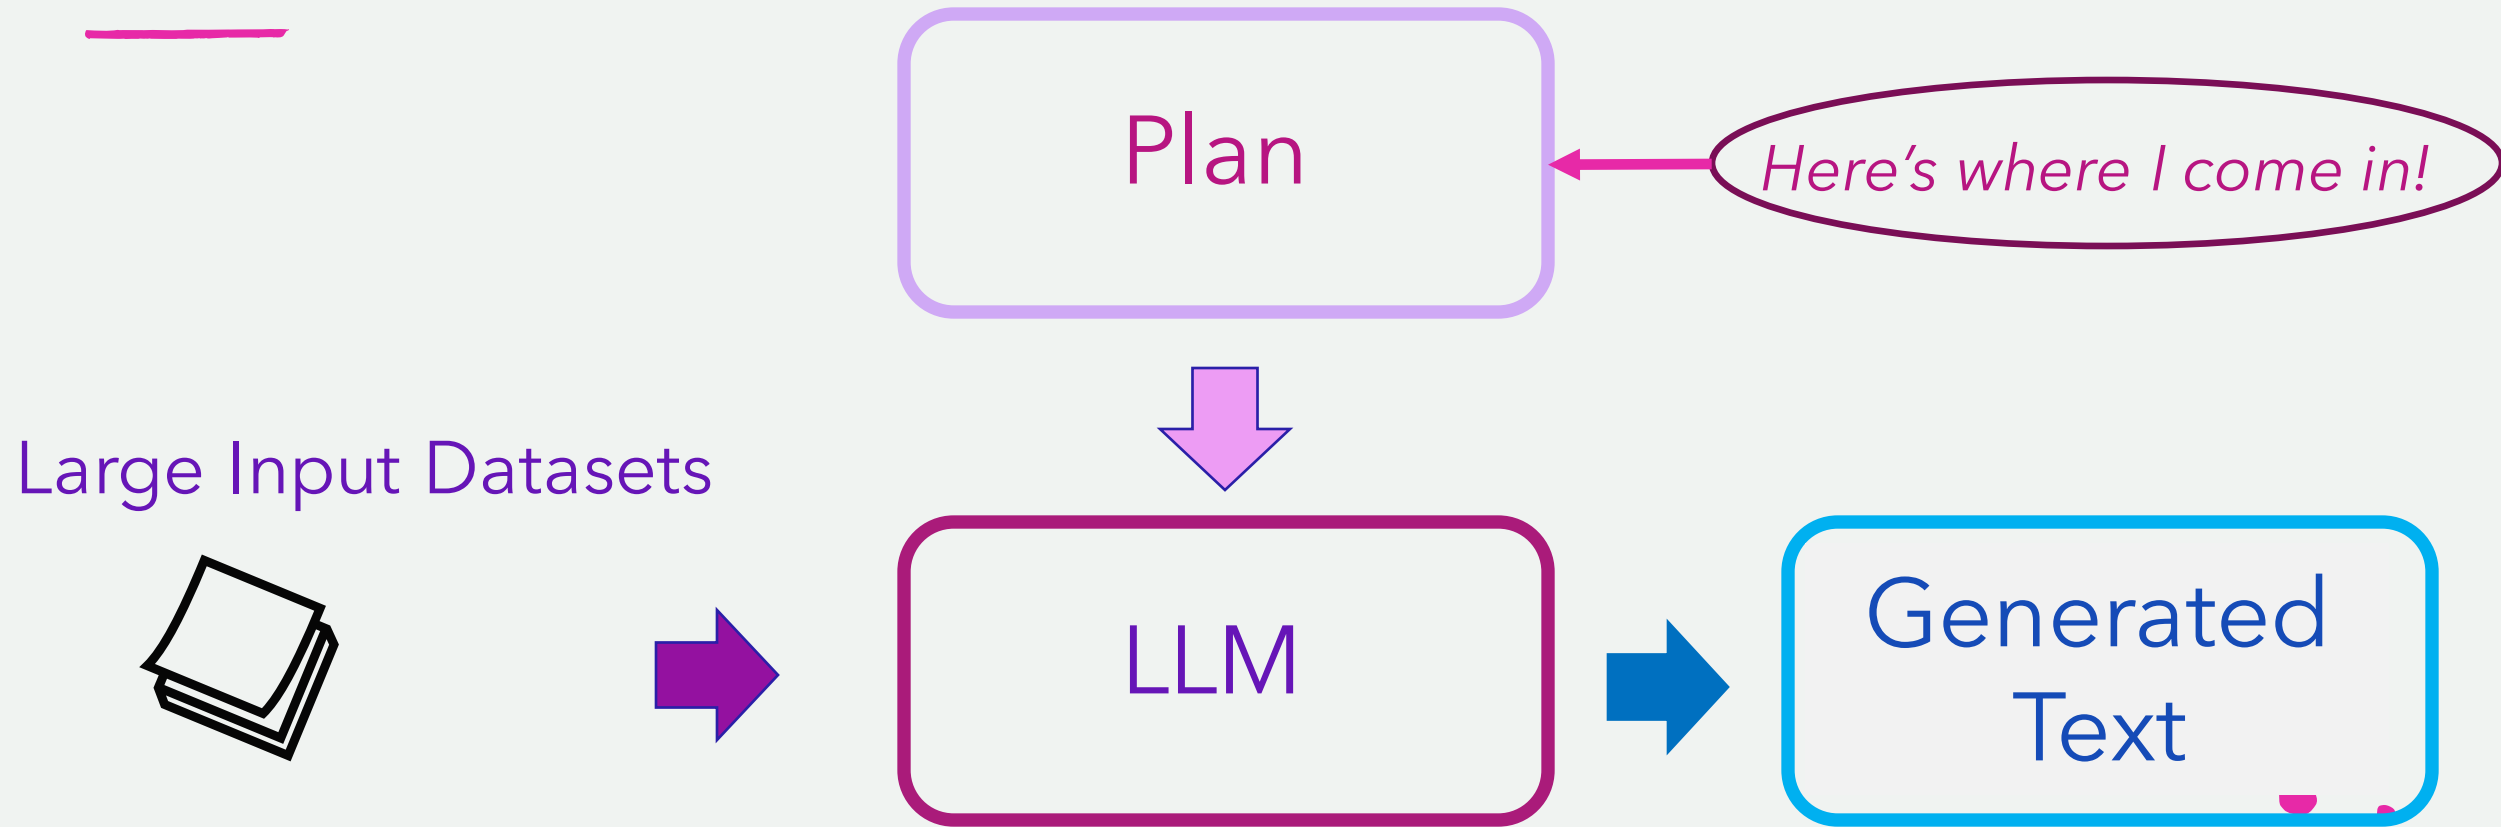 Plan
Here's where I come in!
Large Input Datasets
LLM
Generated
Text